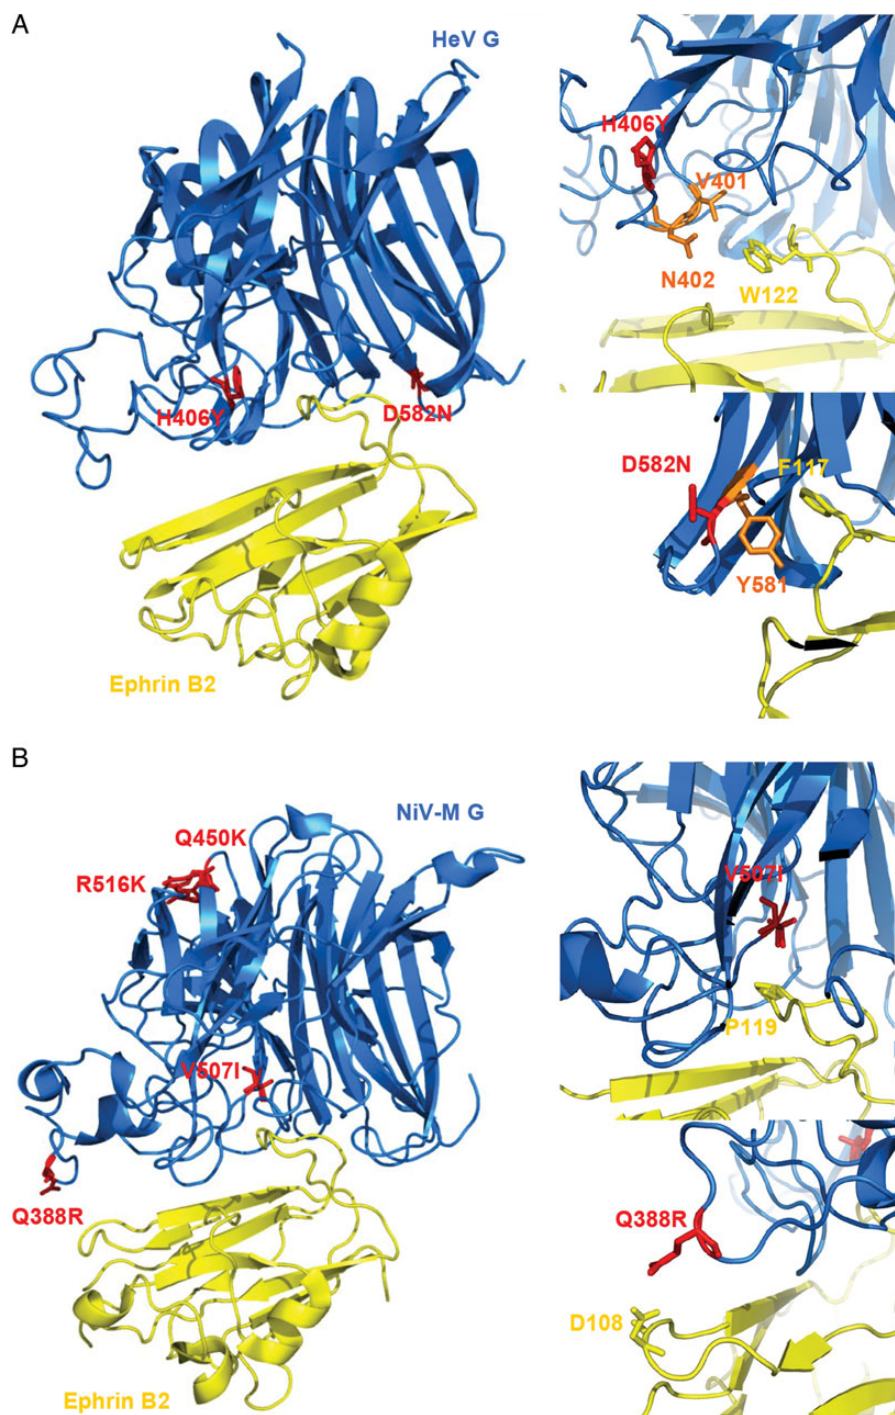 A
HeV G
H406Y
D582N
Ephrin B2
H406Y
V401
N402
W122
D582N
F117
Y581
B
NiV-M G
Q450K
R516K
V507I
Q388R
Ephrin B2
V507I
P119
Q388R
D108